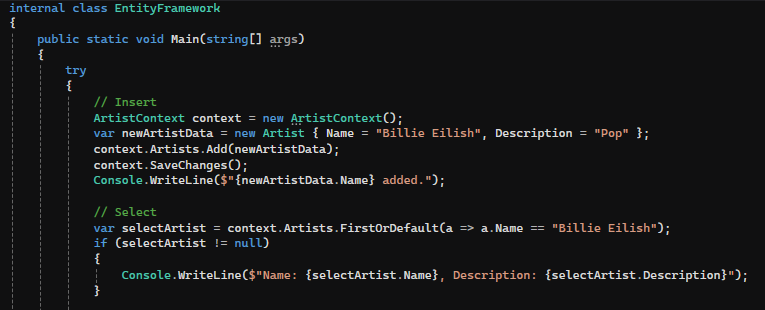 internal class EntityFramework
{
    public static void Main(string[] args)
    {
        try
        {
            // Insert
            ArtistContext context = new ArtistContext();
            var newArtistData = new Artist { Name = "Billie Eilish", Description = "Pop" };
            context.Artists.Add(newArtistData);
            context.SaveChanges();
            Console.WriteLine($"{newArtistData.Name} added.");

            // Select
            var selectArtist = context.Artists.FirstOrDefault(a => a.Name == "Billie Eilish");
            if (selectArtist != null)
            {
                Console.WriteLine($"Name: {selectArtist.Name}, Description: {selectArtist.Description}");
            }